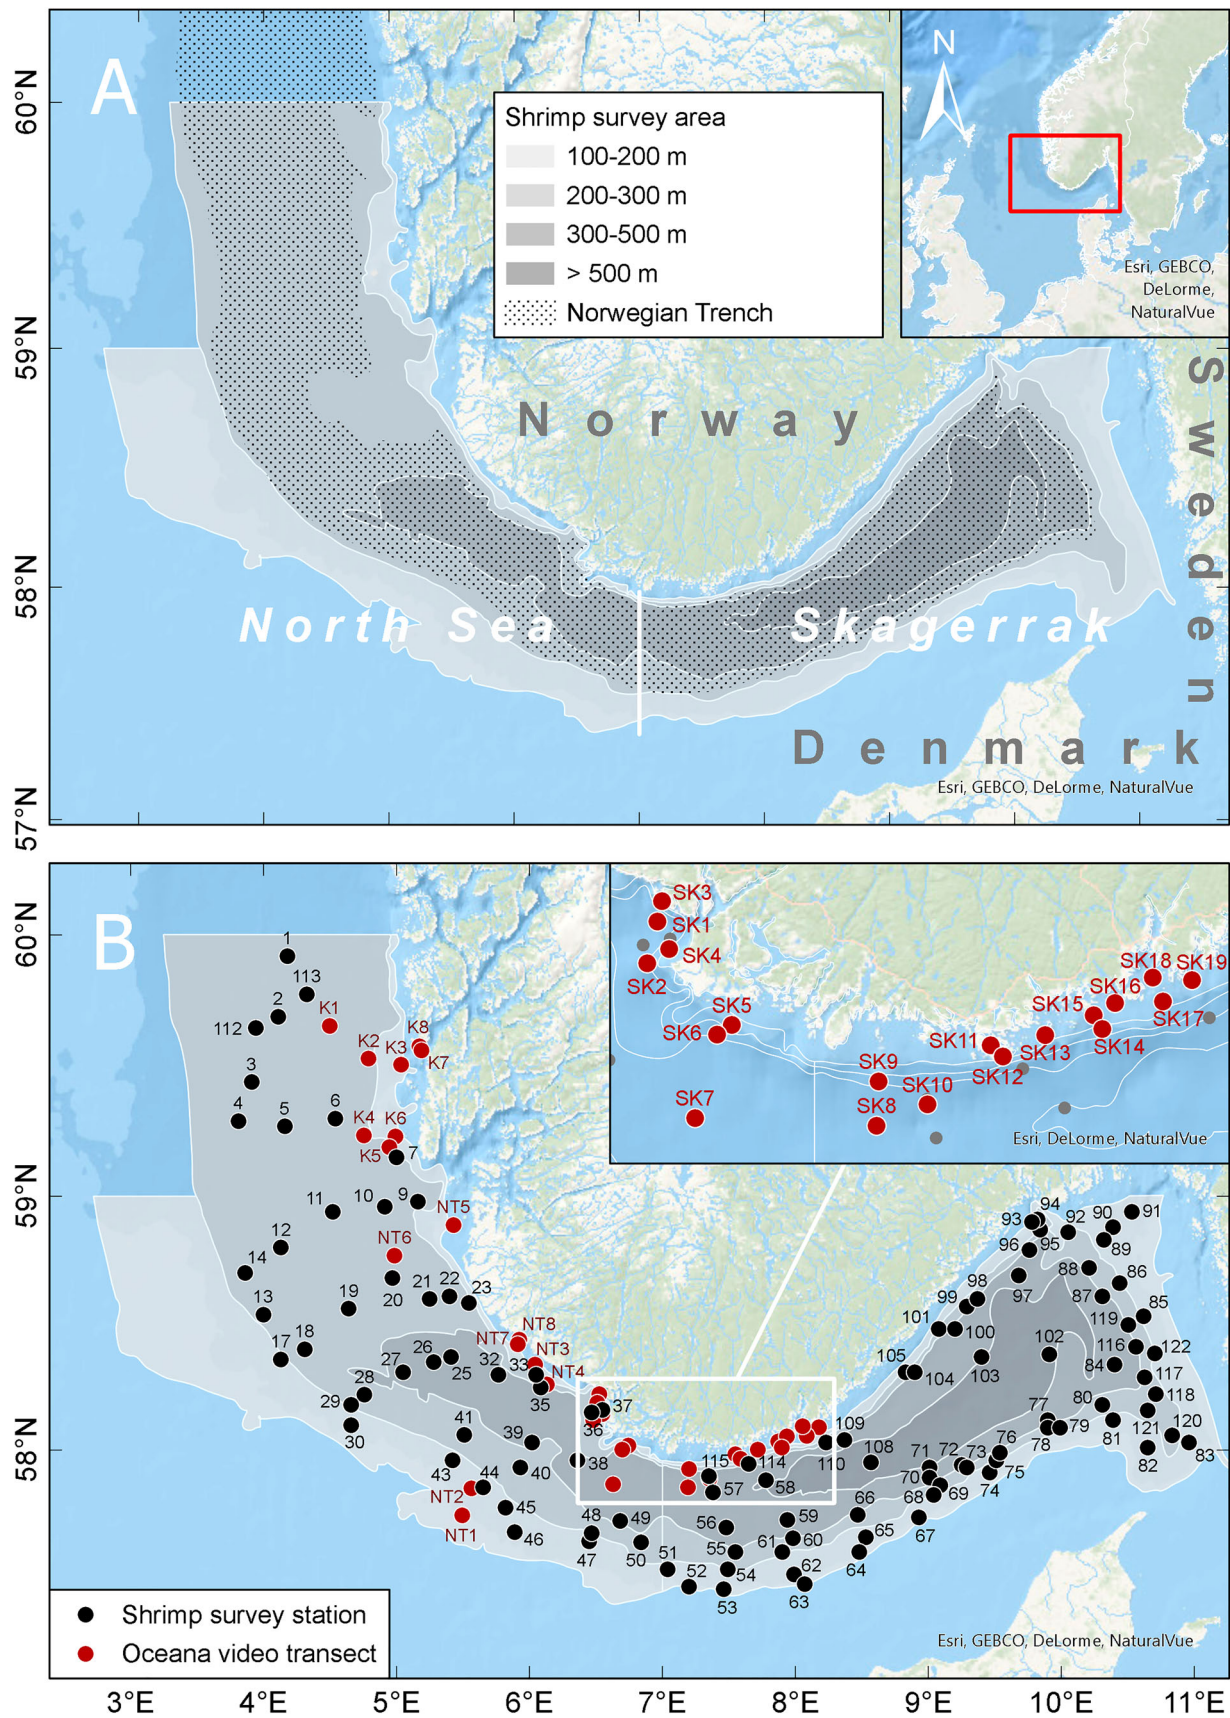 A
60°N
59°N
58°N
57°N
Shrimp survey area
100-200 m
200-300 m
300-500 m
> 500 m
Norwegian Trench
N
Esri, GEBCO,
DeLorme,
NaturalVue
Norway
Sweden
North Sea
Skagerrak
Denmark
Esri, GEBCO, DeLorme, NaturalVue
B
60°N
59°N
58°N
SK3
SK1
SK4
SK2
SK5
SK6
SK7
SK9
SK8
SK10
SK11
SK12
SK13
SK15
SK14
SK16
SK18
SK17
SK19
Esri, DeLorme, NaturalVue
1
113
2
112
K1
K8
K2
K3
K7
3
4
5
6
K4
K6
K5
7
11
10
9
NT5
12
NT6
14
13
19
20
21
22
23
17
18
NT8
NT7
NT3
NT4
26
27
25
32
33
35
28
29
30
37
36
41
39
38
43
44
40
NT2
NT1
45
46
48
47
49
50
51
52
53
54
55
56
57
115
114
58
59
60
61
62
63
64
65
66
67
68
69
70
71
72
73
74
75
76
77
78
79
80
81
82
83
84
85
86
87
88
89
90
91
92
93
94
95
96
97
98
99
100
101
102
103
104
105
108
109
110
116
117
118
119
120
121
122
Shrimp survey station
Oceana video transect
Esri, GEBCO, DeLorme, NaturalVue
3°E
4°E
5°E
6°E
7°E
8°E
9°E
10°E
11°E